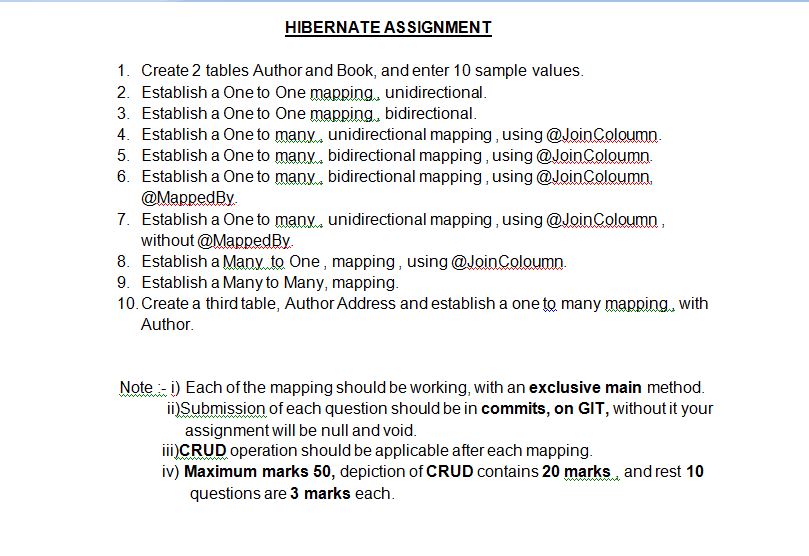 HIBERNATE ASSIGNMENT
1. Create 2 tables Author and Book, and enter 10 sample values.
2. Establish a One to One mapping , unidirectional.
3. Establish a One to One mapping , bidirectional.
4. Establish a One to many , unidirectional mapping , using @JoinColoumn.
5. Establish a One to many , bidirectional mapping , using @JoinColoumn.
6. Establish a One to many , bidirectional mapping , using @JoinColoumn,
@MappedBy.
7. Establish a One to many , unidirectional mapping , using @JoinColoumn ,
without @MappedBy.
8. Establish a Many to One , mapping , using @JoinColoumn.
9. Establish a Many to Many, mapping.
10. Create a third table, Author Address and establish a one to many mapping , with
Author.
Note :- i) Each of the mapping should be working, with an exclusive main method.
ii)Submission of each question should be in commits, on GIT, without it your
assignment will be null and void.
iii)CRUD operation should be applicable after each mapping.
iv) Maximum marks 50, depiction of CRUD contains 20 marks , and rest 10
questions are 3 marks each.